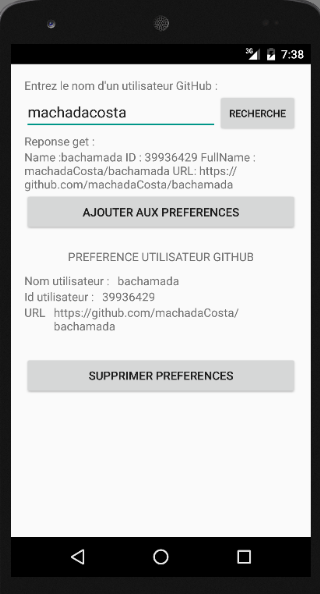 3G 7:38
Entrez le nom d'un utilisateur GitHub :
machadacosta RECHERCHE
Reponse get :
Name :bachamada ID : 39936429 FullName :
machadaCosta/bachamada URL: https://
github.com/machadaCosta/bachamada
AJOUTER AUX PREFERENCES
PREFERENCE UTILISATEUR GITHUB
Nom utilisateur : bachamada
Id utilisateur : 39936429
URL https://github.com/machadaCosta/
bachamada
SUPPRIMER PREFERENCES